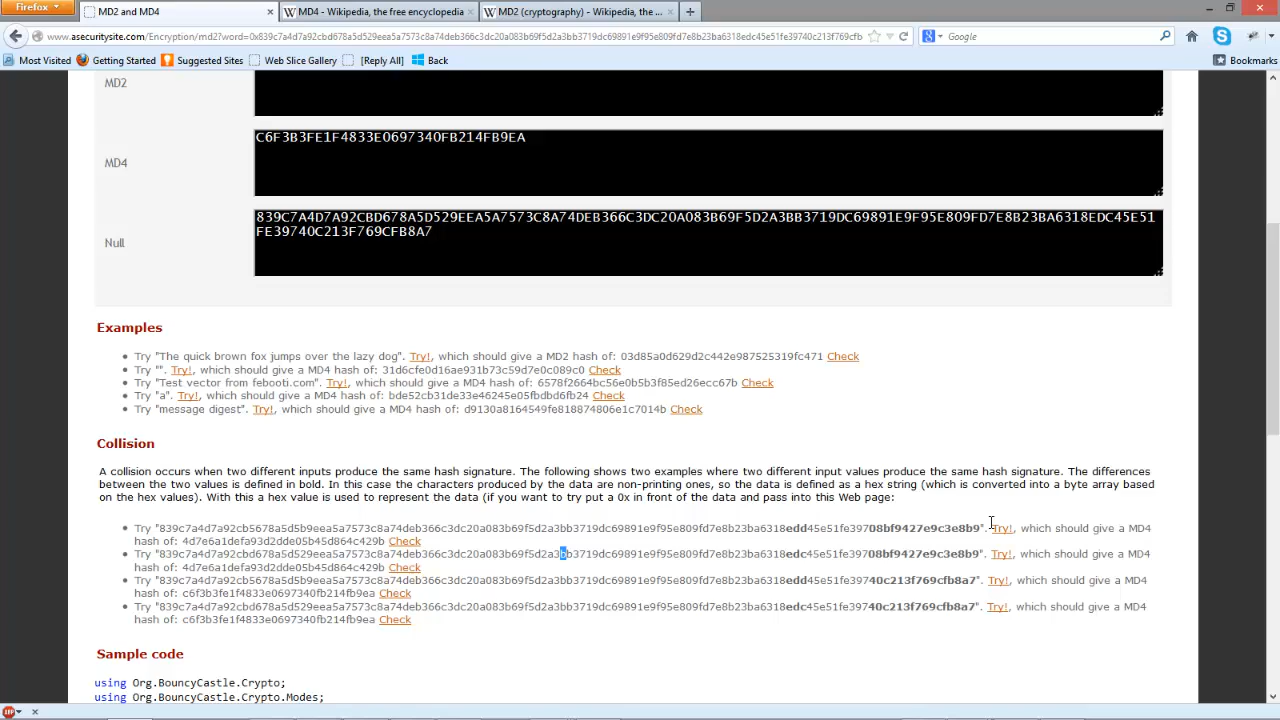 Firefox
MD2 and MD4
MD4 - Wikipedia, the free encyclopedia
MD2 (cryptography) - Wikipedia, the ...
www.asecuritysite.com/Encryption/md2?word=0x839c7a4d7a92cbd678a5d529eea5a7573c8a74deb366c3dc20a083b69f5d2a3bb3719dc69891e9f95e809fd7e8b23ba6318edc45e51fe39740c213f769cfb
Google
Most Visited
Getting Started
Suggested Sites
Web Slice Gallery
[Reply All]
Back
Bookmarks
MD2
MD4
C6F3B3FE1F4833E0697340FB214FB9EA
Null
839C7A4D7A92CBD678A5D529EEA5A7573C8A74DEB366C3DC20A083B69F5D2A3BB3719DC69891E9F95E809FD7E8B23BA6318EDC45E51
FE39740C213F769CFB8A7
Examples
Try "The quick brown fox jumps over the lazy dog". Try!, which should give a MD2 hash of: 03d85a0d629d2c442e987525319fc471 Check
Try "". Try!, which should give a MD4 hash of: 31d6cfe0d16ae931b73c59d7e0c089c0 Check
Try "Test vector from febooti.com". Try!, which should give a MD4 hash of: 6578f2664bc56e0b5b3f85ed26ecc67b Check
Try "a". Try!, which should give a MD4 hash of: bde52cb31de33e46245e05fbdbd6fb24 Check
Try "message digest". Try!, which should give a MD4 hash of: d9130a8164549fe818874806e1c7014b Check
Collision
A collision occurs when two different inputs produce the same hash signature. The following shows two examples where two different input values produce the same hash signature. The differences
between the two values is defined in bold. In this case the characters produced by the data are non-printing ones, so the data is defined as a hex string (which is converted into a byte array based
on the hex values). With this a hex value is used to represent the data (if you want to try put a 0x in front of the data and pass into this Web page:
Try "839c7a4d7a92cb5678a5d5b9eea5a7573c8a74deb366c3dc20a083b69f5d2a3bb3719dc69891e9f95e809fd7e8b23ba6318edd45e51fe39708bf9427e9c3e8b9". Try!, which should give a MD4
hash of: 4d7e6a1defa93d2dde05b45d864c429b Check
Try "839c7a4d7a92cbd678a5d529eea5a7573c8a74deb366c3dc20a083b69f5d2a3bb3719dc69891e9f95e809fd7e8b23ba6318edc45e51fe39708bf9427e9c3e8b9". Try!, which should give a MD4
hash of: 4d7e6a1defa93d2dde05b45d864c429b Check
Try "839c7a4d7a92cb5678a5d5b9eea5a7573c8a74deb366c3dc20a083b69f5d2a3bb3719dc69891e9f95e809fd7e8b23ba6318edd45e51fe39740c213f769cfb8a7". Try!, which should give a MD4
hash of: c6f3b3fe1f4833e0697340fb214fb9ea Check
Try "839c7a4d7a92cbd678a5d529eea5a7573c8a74deb366c3dc20a083b69f5d2a3bb3719dc69891e9f95e809fd7e8b23ba6318edc45e51fe39740c213f769cfb8a7". Try!, which should give a MD4
hash of: c6f3b3fe1f4833e0697340fb214fb9ea Check
Sample code
using Org.BouncyCastle.Crypto;
using Org.BouncyCastle.Crypto.Modes;